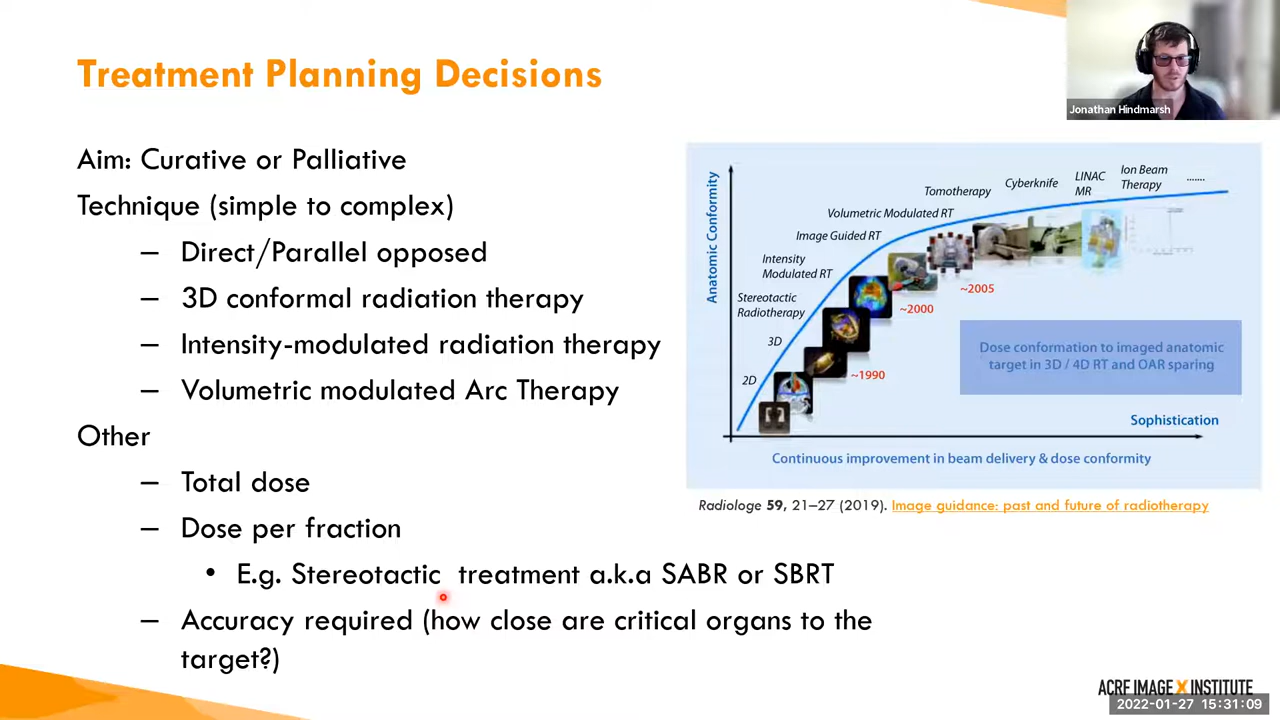 Treatment Planning Decisions
Jonathan Hindmarsh
Aim: Curative or Palliative
Technique (simple to complex)
– Direct/Parallel opposed
– 3D conformal radiation therapy
– Intensity-modulated radiation therapy
– Volumetric modulated Arc Therapy
Other
– Total dose
– Dose per fraction
• E.g. Stereotactic treatment a.k.a SABR or SBRT
– Accuracy required (how close are critical organs to the
target?)
Anatomic Conformity
2D
3D
Stereotactic
Radiotherapy
Intensity
Modulated RT
Image Guided RT
Volumetric Modulated RT
Tomotherapy
Cyberknife
LINAC
MR
Ion Beam
Therapy
.......
~1990
~2000
~2005
Dose conformation to imaged anatomic
target in 3D / 4D RT and OAR sparing
Sophistication
Continuous improvement in beam delivery & dose conformity
Radiologe 59, 21–27 (2019). Image guidance: past and future of radiotherapy
ACRF IMAGE X INSTITUTE
2022-01-27 15:31:09